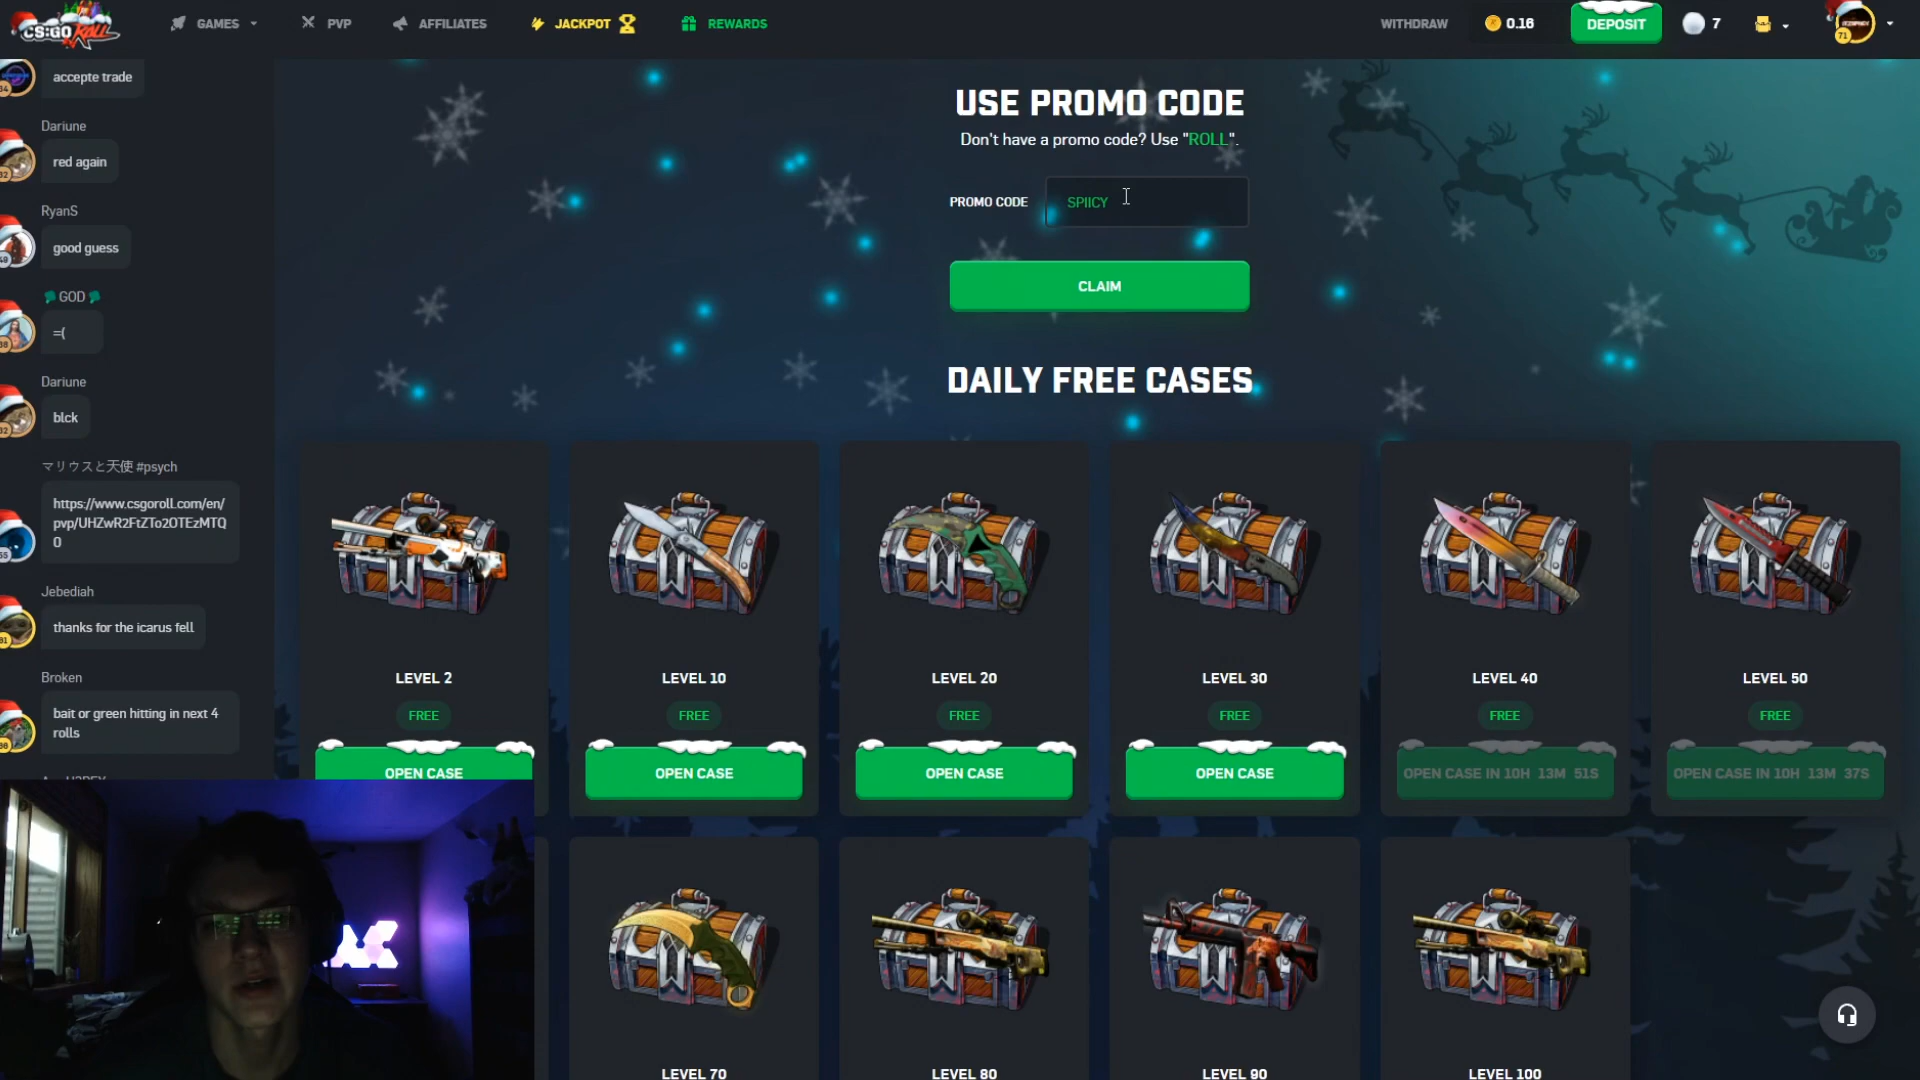 CS:GO ROLL
GAMES
PVP
AFFILIATES
JACKPOT
REWARDS
WITHDRAW
0.16
DEPOSIT
7
71
accepte trade
Dariune
red again
RyanS
good guess
GOD
=(
Dariune
blck
マリウスと天使 #psych
https://www.csgoroll.com/en/
pvp/UHZwR2FtZTo2OTEzMTQ
0
Jebediah
thanks for the icarus fell
Broken
bait or green hitting in next 4
rolls
USE PROMO CODE
Don't have a promo code? Use "ROLL".
PROMO CODE
SPIICY
CLAIM
DAILY FREE CASES
LEVEL 2
LEVEL 10
LEVEL 20
LEVEL 30
LEVEL 40
LEVEL 50
FREE
FREE
FREE
FREE
FREE
FREE
OPEN CASE
OPEN CASE
OPEN CASE
OPEN CASE
OPEN CASE IN 10H 13M 51S
OPEN CASE IN 10H 13M 37S
LEVEL 70
LEVEL 80
LEVEL 90
LEVEL 100